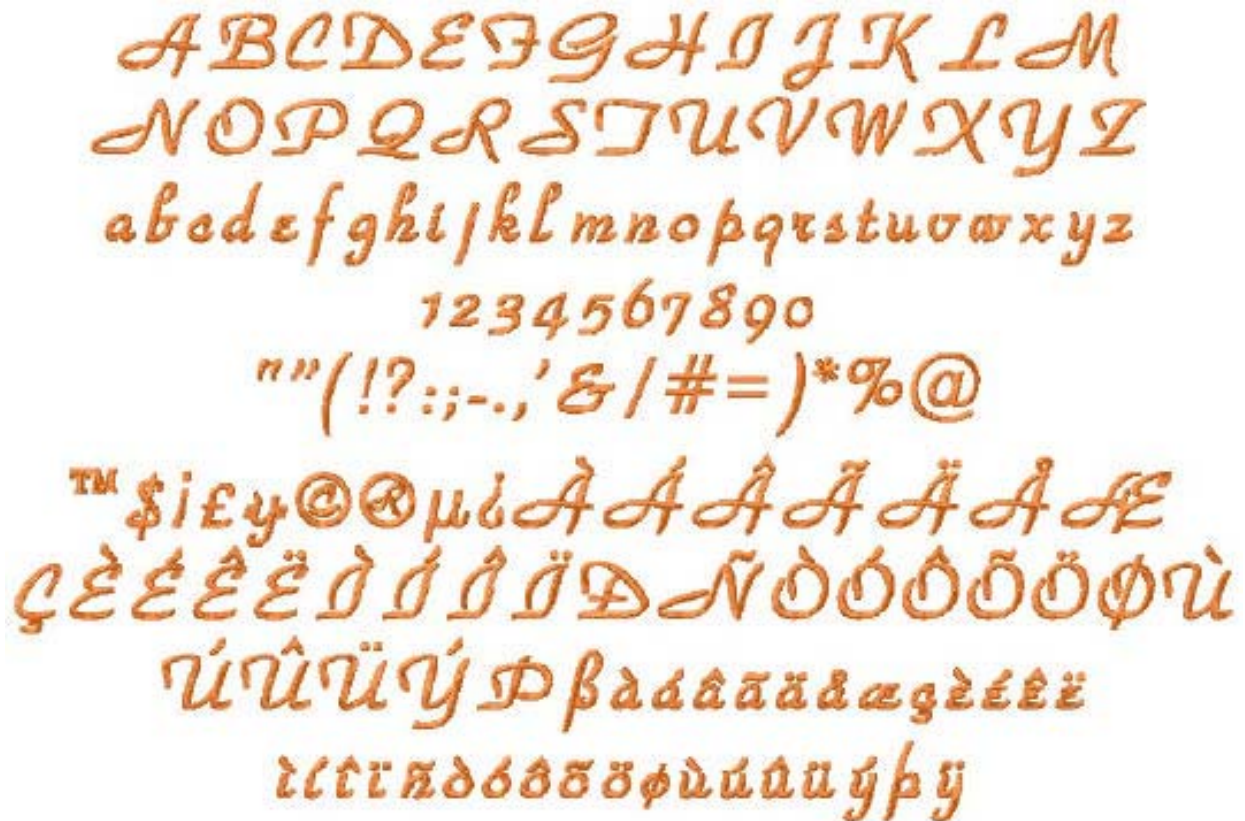 ABCDEFGHIJKLM
NOPQRSTUVWXYZ
abcdefghijklmnopqrstuvwxyz
1234567890
"”(!?:;-.,'&/#=)*%@
™$¡£y©®µ¿ÀÁÂÃÄÅÆ
ÇÈÉÊËÌÍÎÏÐÑÒÓÔÕÖØÙ
ÚÛÜÝÞßàáâãäåæçèéêë
ìíîïñòóôõöøùúûüýþÿ